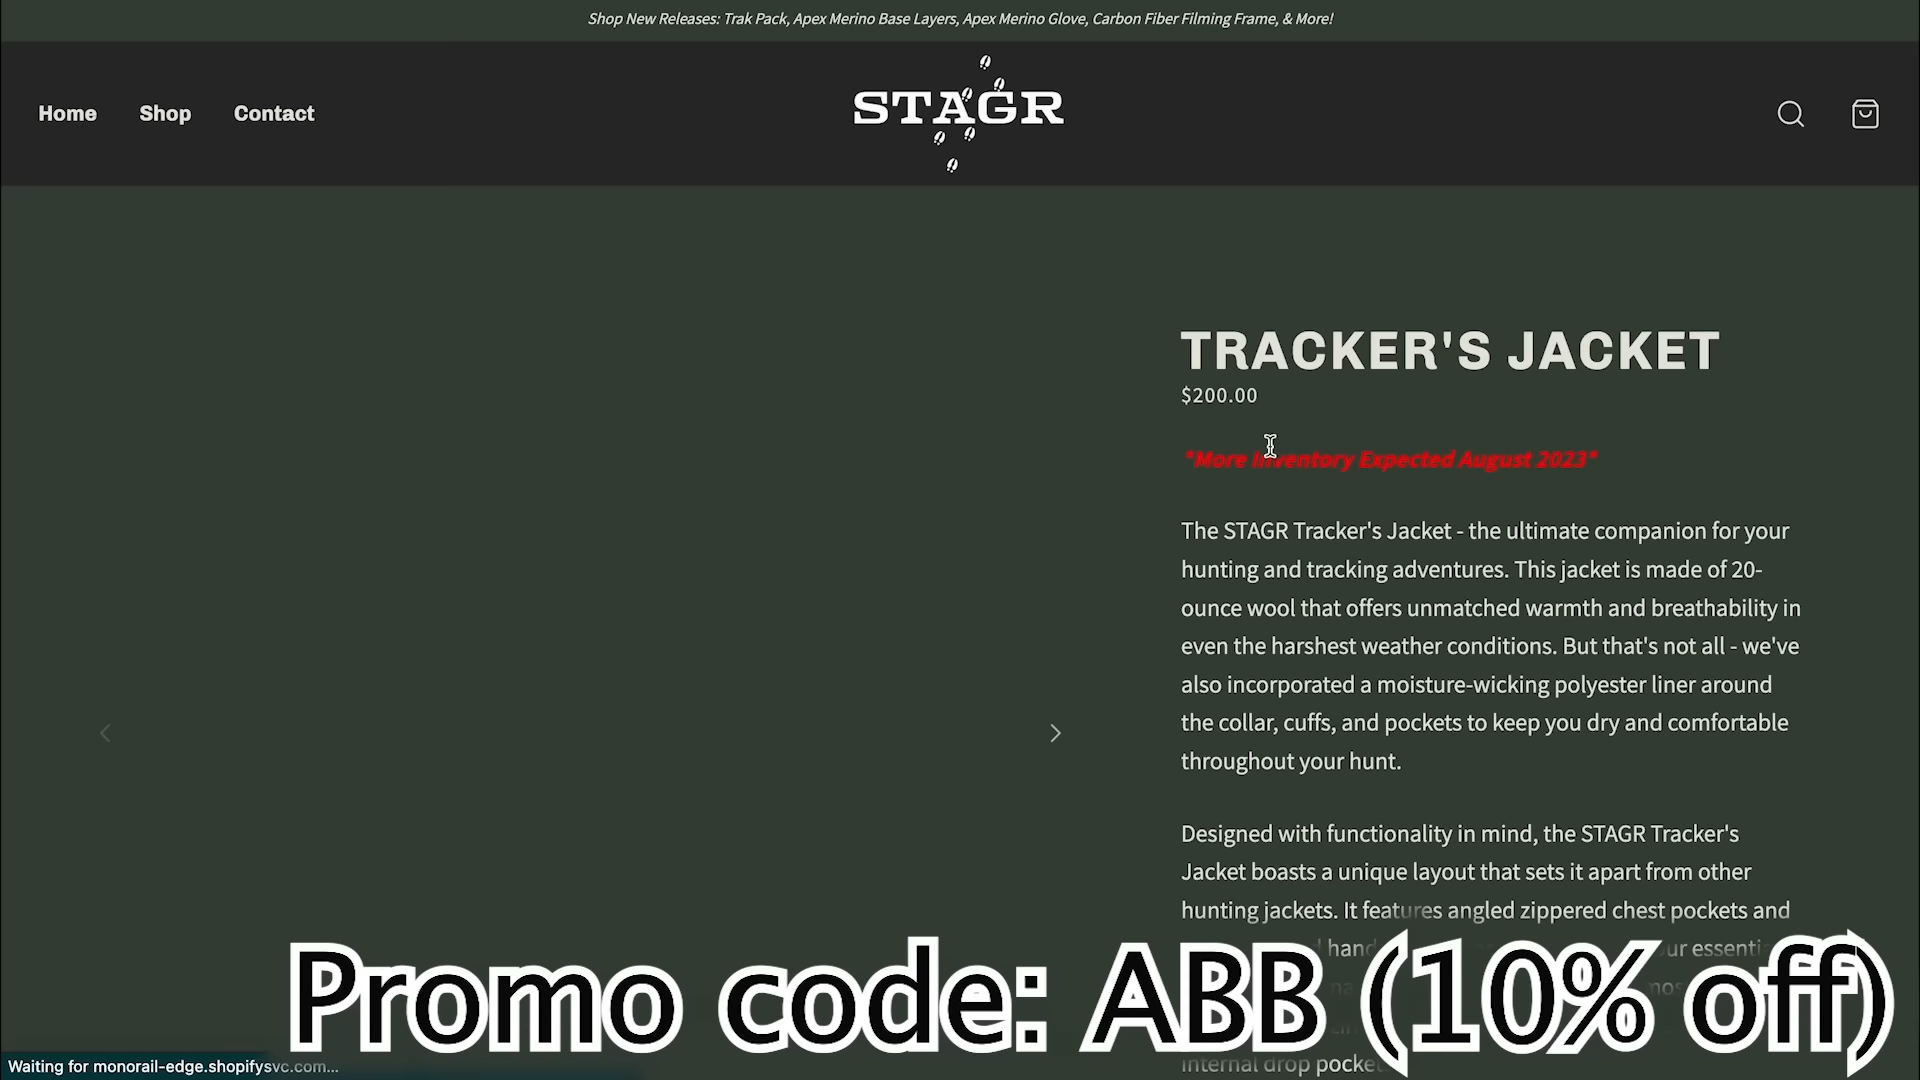 Shop New Releases: Trak Pack, Apex Merino Base Layers, Apex Merino Glove, Carbon Fiber Filming Frame, & More!
Home Shop Contact
STAGR
TRACKER'S JACKET
$200.00
*More Inventory Expected August 2023*
The STAGR Tracker's Jacket - the ultimate companion for your
hunting and tracking adventures. This jacket is made of 20-
ounce wool that offers unmatched warmth and breathability in
even the harshest weather conditions. But that's not all - we've
also incorporated a moisture-wicking polyester liner around
the collar, cuffs, and pockets to keep you dry and comfortable
throughout your hunt.
Designed with functionality in mind, the STAGR Tracker's
Jacket boasts a unique layout that sets it apart from other
hunting jackets. It features angled zippered chest pockets and
Promo code: ABB (10% off)
internal drop
Waiting for monorail-edge.shopifysvc.com...